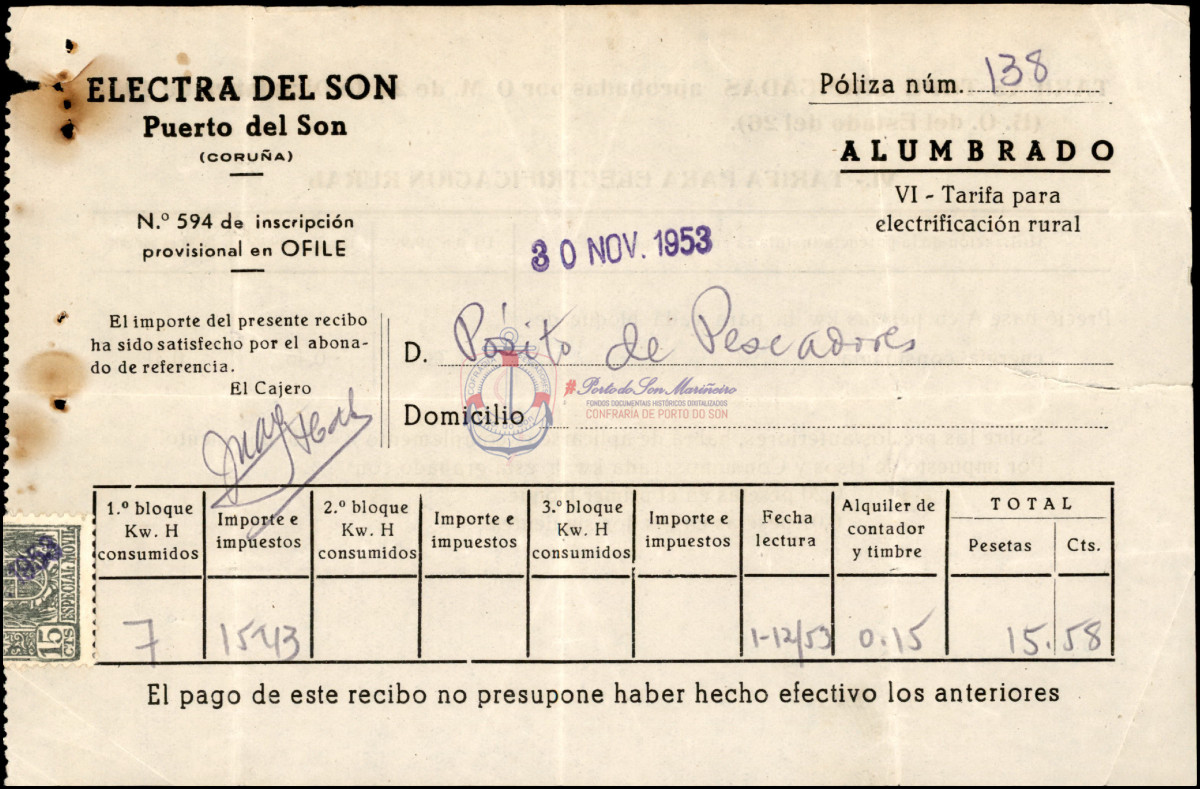 ELECTRA DEL SON
Puerto del Son
(CORUÑA)
N.º 594 de inscripción
provisional en OFILE
Póliza núm. 138
ALUMBRADO
VI - Tarifa para
electrificación rural
30 NOV. 1953
El importe del presente recibo
ha sido satisfecho por el abona-
do de referencia.
El Cajero
D. Pósito de Pescadores
Domicilio
#PortodoSonMariñeiro
FONDOS DOCUMENTAIS HISTÓRICOS DIXITALIZADOS
CONFRARÍA DE PORTO DO SON
1.º bloque Kw. H consumidos
Importe e impuestos
2.º bloque Kw. H consumidos
Importe e impuestos
3.º bloque Kw. H consumidos
Importe e impuestos
Fecha lectura
Alquiler de contador y timbre
TOTAL
Pesetas Cts.
7 15'43 1-12/53 0.15 15.58
1953
ESPECIAL MOVIL
15 CTS
El pago de este recibo no presupone haber hecho efectivo los anteriores